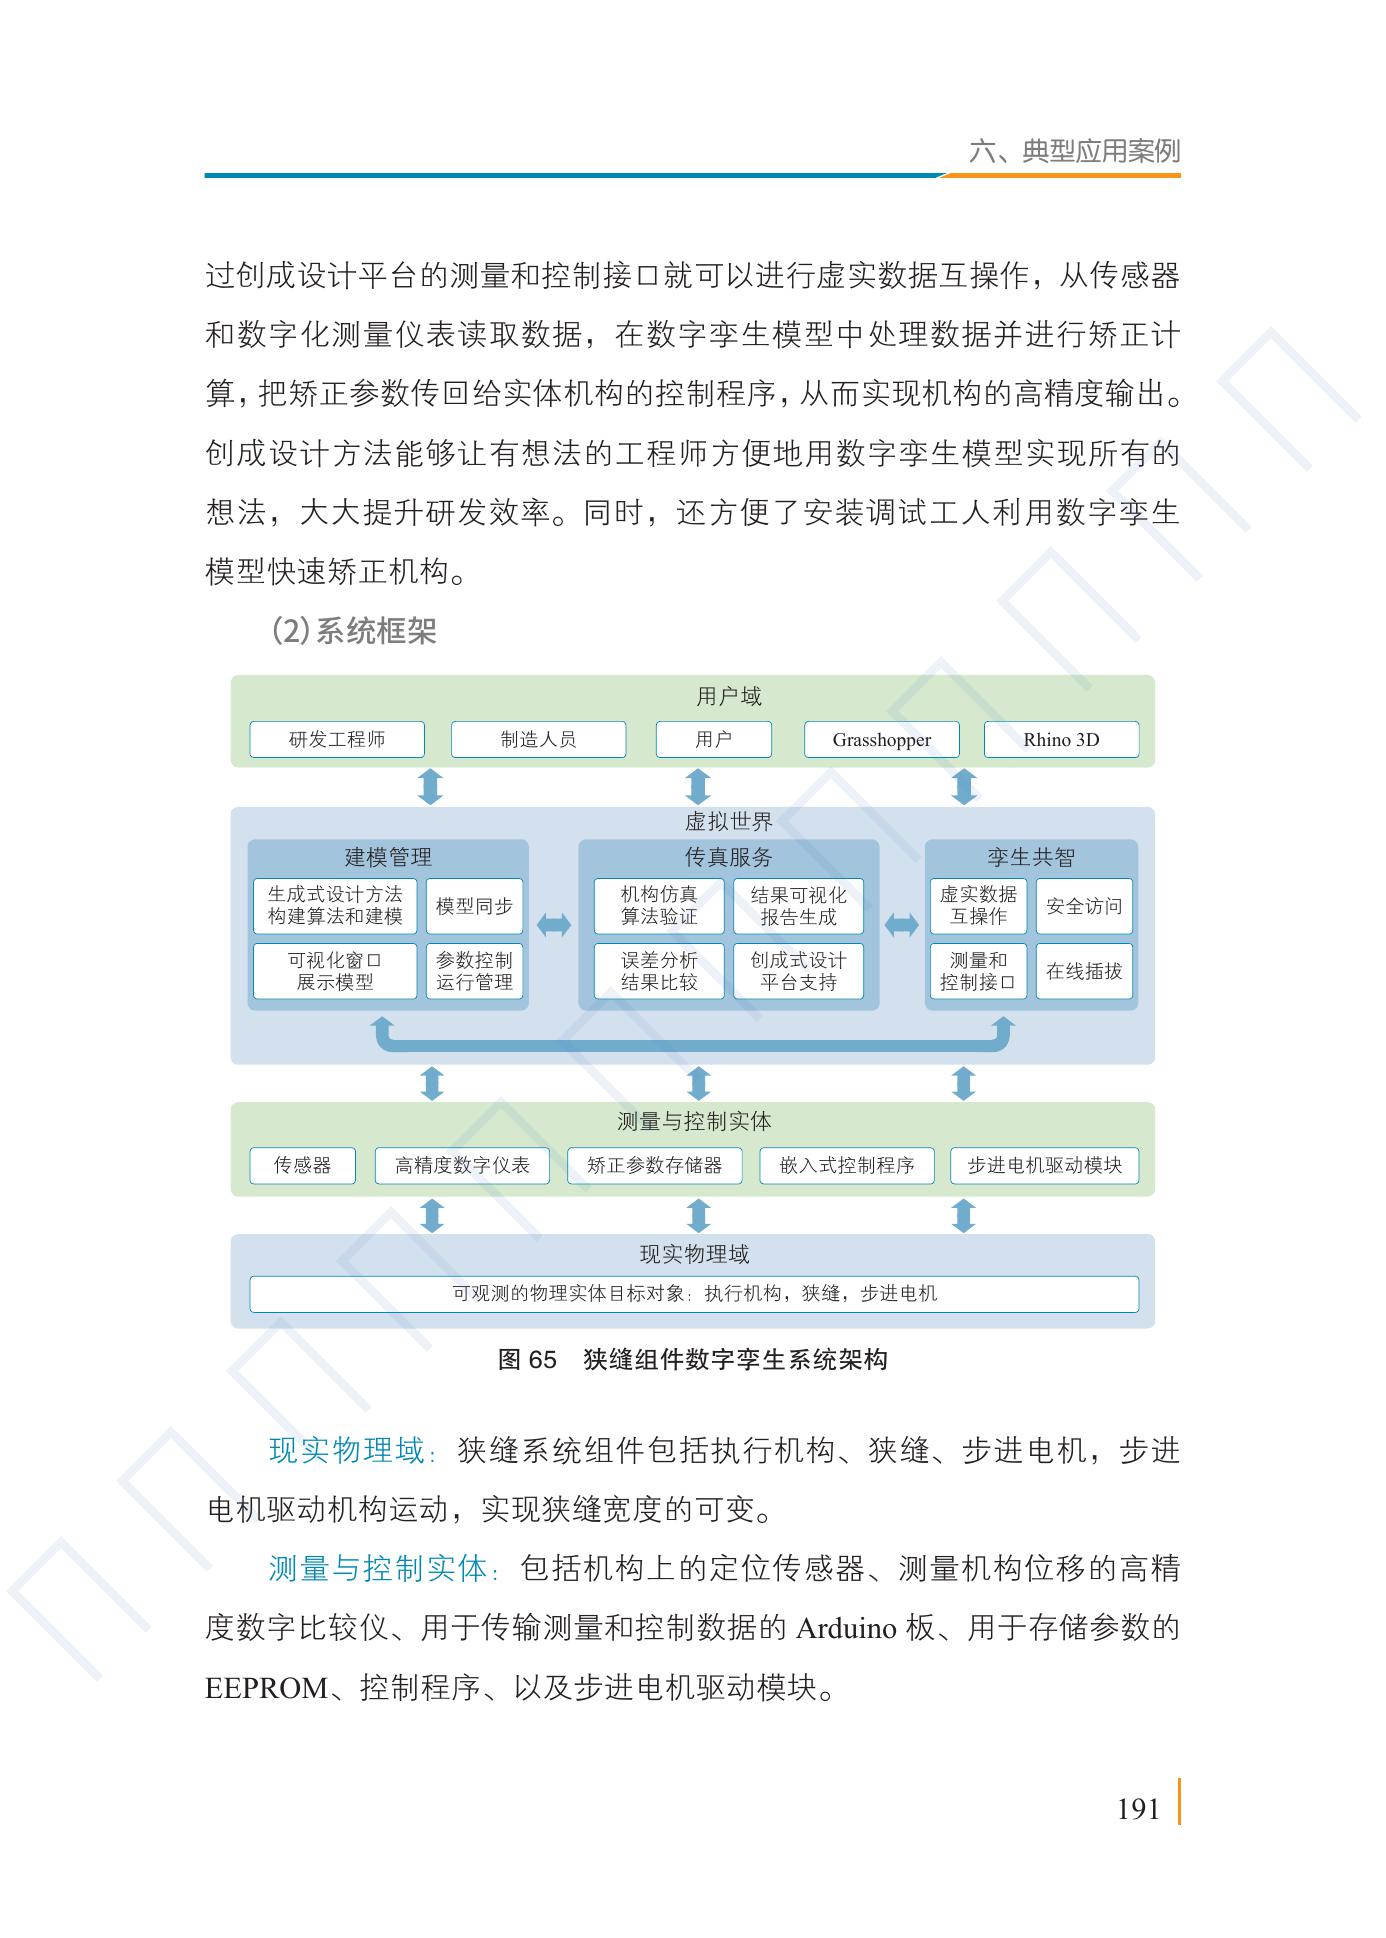 六、典型应用案例
过创成设计平台的测量和控制接口就可以进行虚实数据互操作，从传感器
和数字化测量仪表读取数据，在数字孪生模型中处理数据并进行矫正计
算，把矫正参数传回给实体机构的控制程序，从而实现机构的高精度输出。
创成设计方法能够让有想法的工程师方便地用数字孪生模型实现所有的
想法，大大提升研发效率。同时，还方便了安装调试工人利用数字孪生
模型快速矫正机构。
（2）系统框架
用户域
研发工程师 制造人员 用户 Grasshopper Rhino 3D
虚拟世界
建模管理
生成式设计方法
构建算法和建模
模型同步
可视化窗口
展示模型
参数控制
运行管理
传真服务
机构仿真
算法验证
结果可视化
报告生成
误差分析
结果比较
创成式设计
平台支持
孪生共智
虚实数据
互操作
安全访问
测量和
控制接口
在线插拔
测量与控制实体
传感器 高精度数字仪表 矫正参数存储器 嵌入式控制程序 步进电机驱动模块
现实物理域
可观测的物理实体目标对象：执行机构，狭缝，步进电机
图 65 狭缝组件数字孪生系统架构
现实物理域：狭缝系统组件包括执行机构、狭缝、步进电机，步进
电机驱动机构运动，实现狭缝宽度的可变。
测量与控制实体：包括机构上的定位传感器、测量机构位移的高精
度数字比较仪、用于传输测量和控制数据的 Arduino 板、用于存储参数的
EEPROM、控制程序、以及步进电机驱动模块。
191